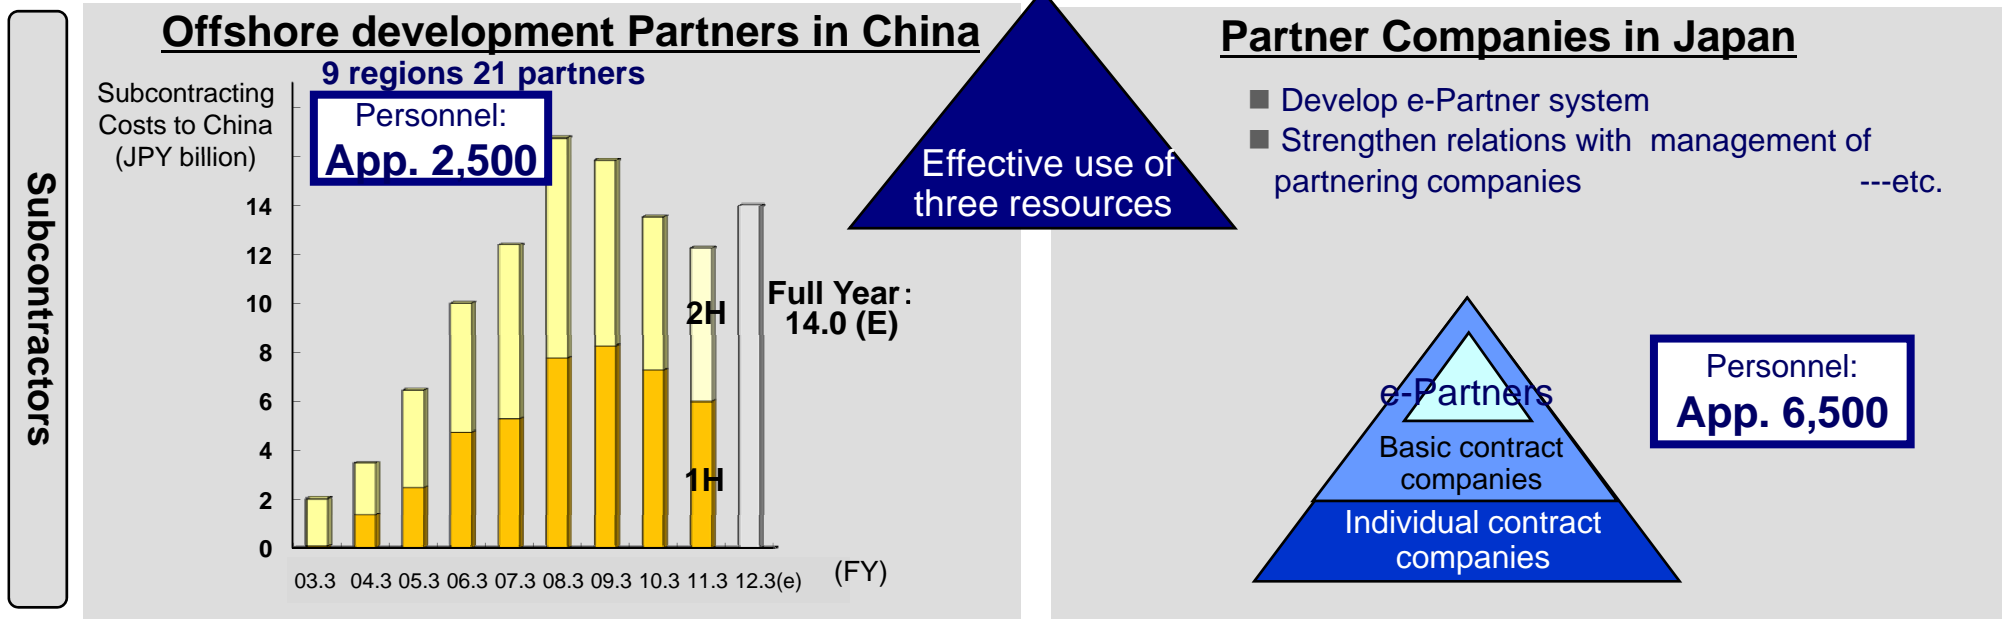 Subcontractors
Offshore development Partners in China
9 regions 21 partners
Subcontracting
Costs to China
(JPY billion)
Personnel:
App. 2,500
14
12
10
8
6
4
2
0
2H
1H
Full Year:
14.0 (E)
03.3 04.3 05.3 06.3 07.3 08.3 09.3 10.3 11.3 12.3(e)
(FY)
Effective use of
three resources
Partner Companies in Japan
■ Develop e-Partner system
■ Strengthen relations with management of
partnering companies ---etc.
e-Partners
Basic contract
companies
Individual contract
companies
Personnel:
App. 6,500